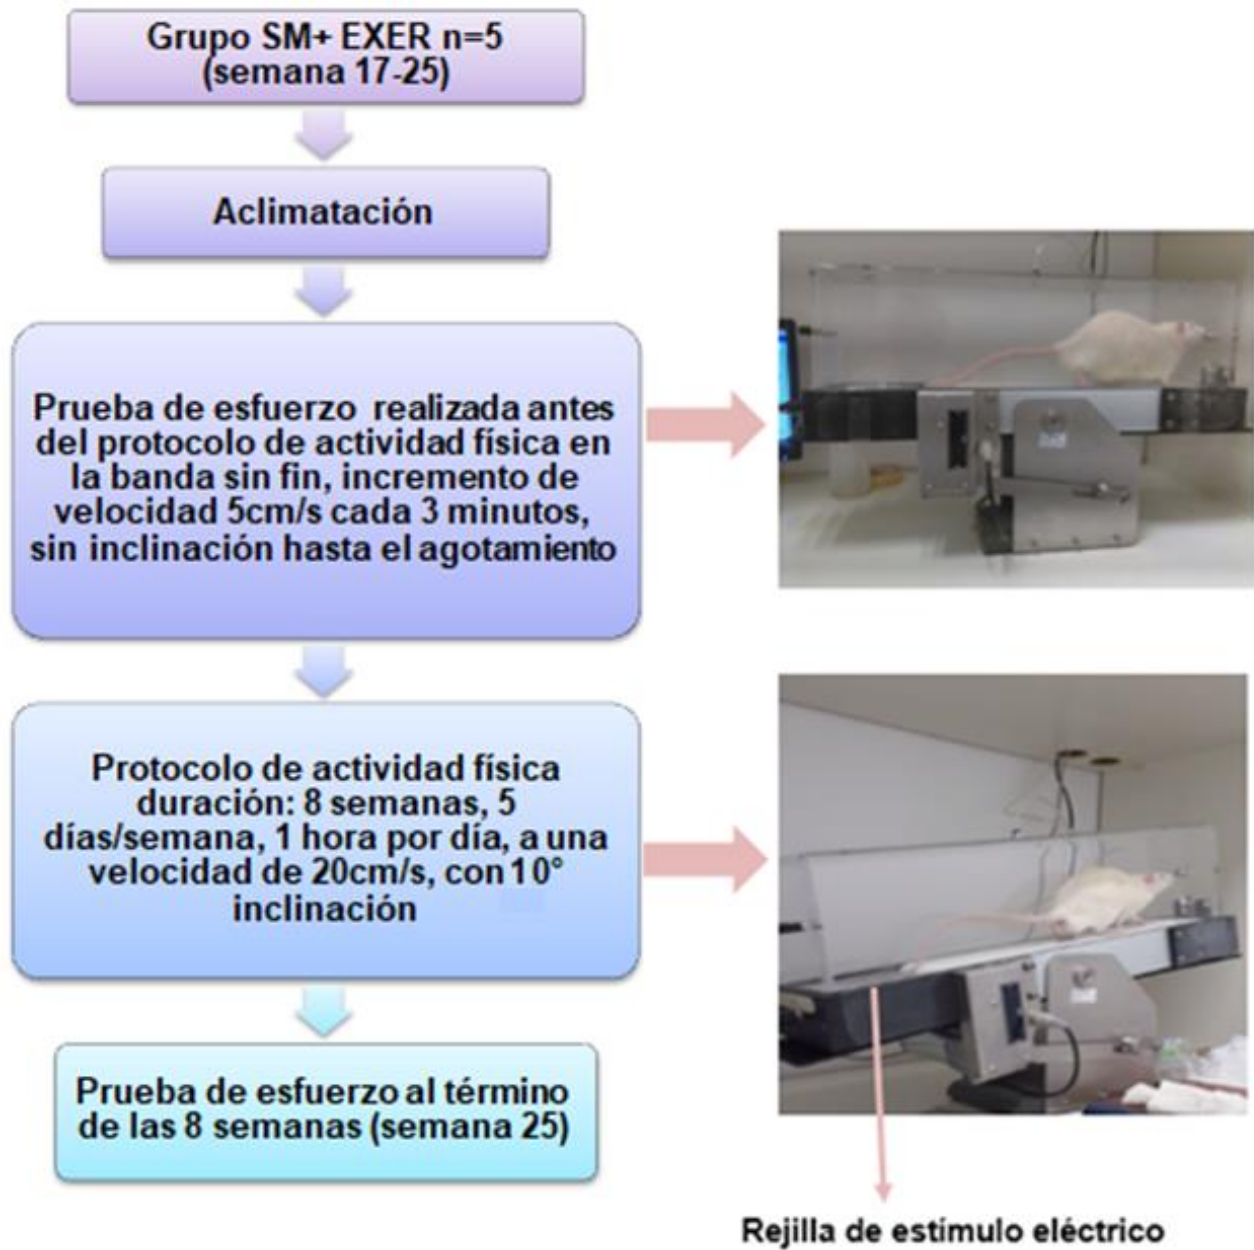 Grupo SM+ EXER n=5
(semana 17-25)
Aclimatación
Prueba de esfuerzo realizada antes
del protocolo de actividad física en
la banda sin fin, incremento de
velocidad 5cm/s cada 3 minutos,
sin inclinación hasta el agotamiento
Protocolo de actividad física
duración: 8 semanas, 5
días/semana, 1 hora por día, a una
velocidad de 20cm/s, con 10°
inclinación
Prueba de esfuerzo al término
de las 8 semanas (semana 25)
Rejilla de estímulo eléctrico